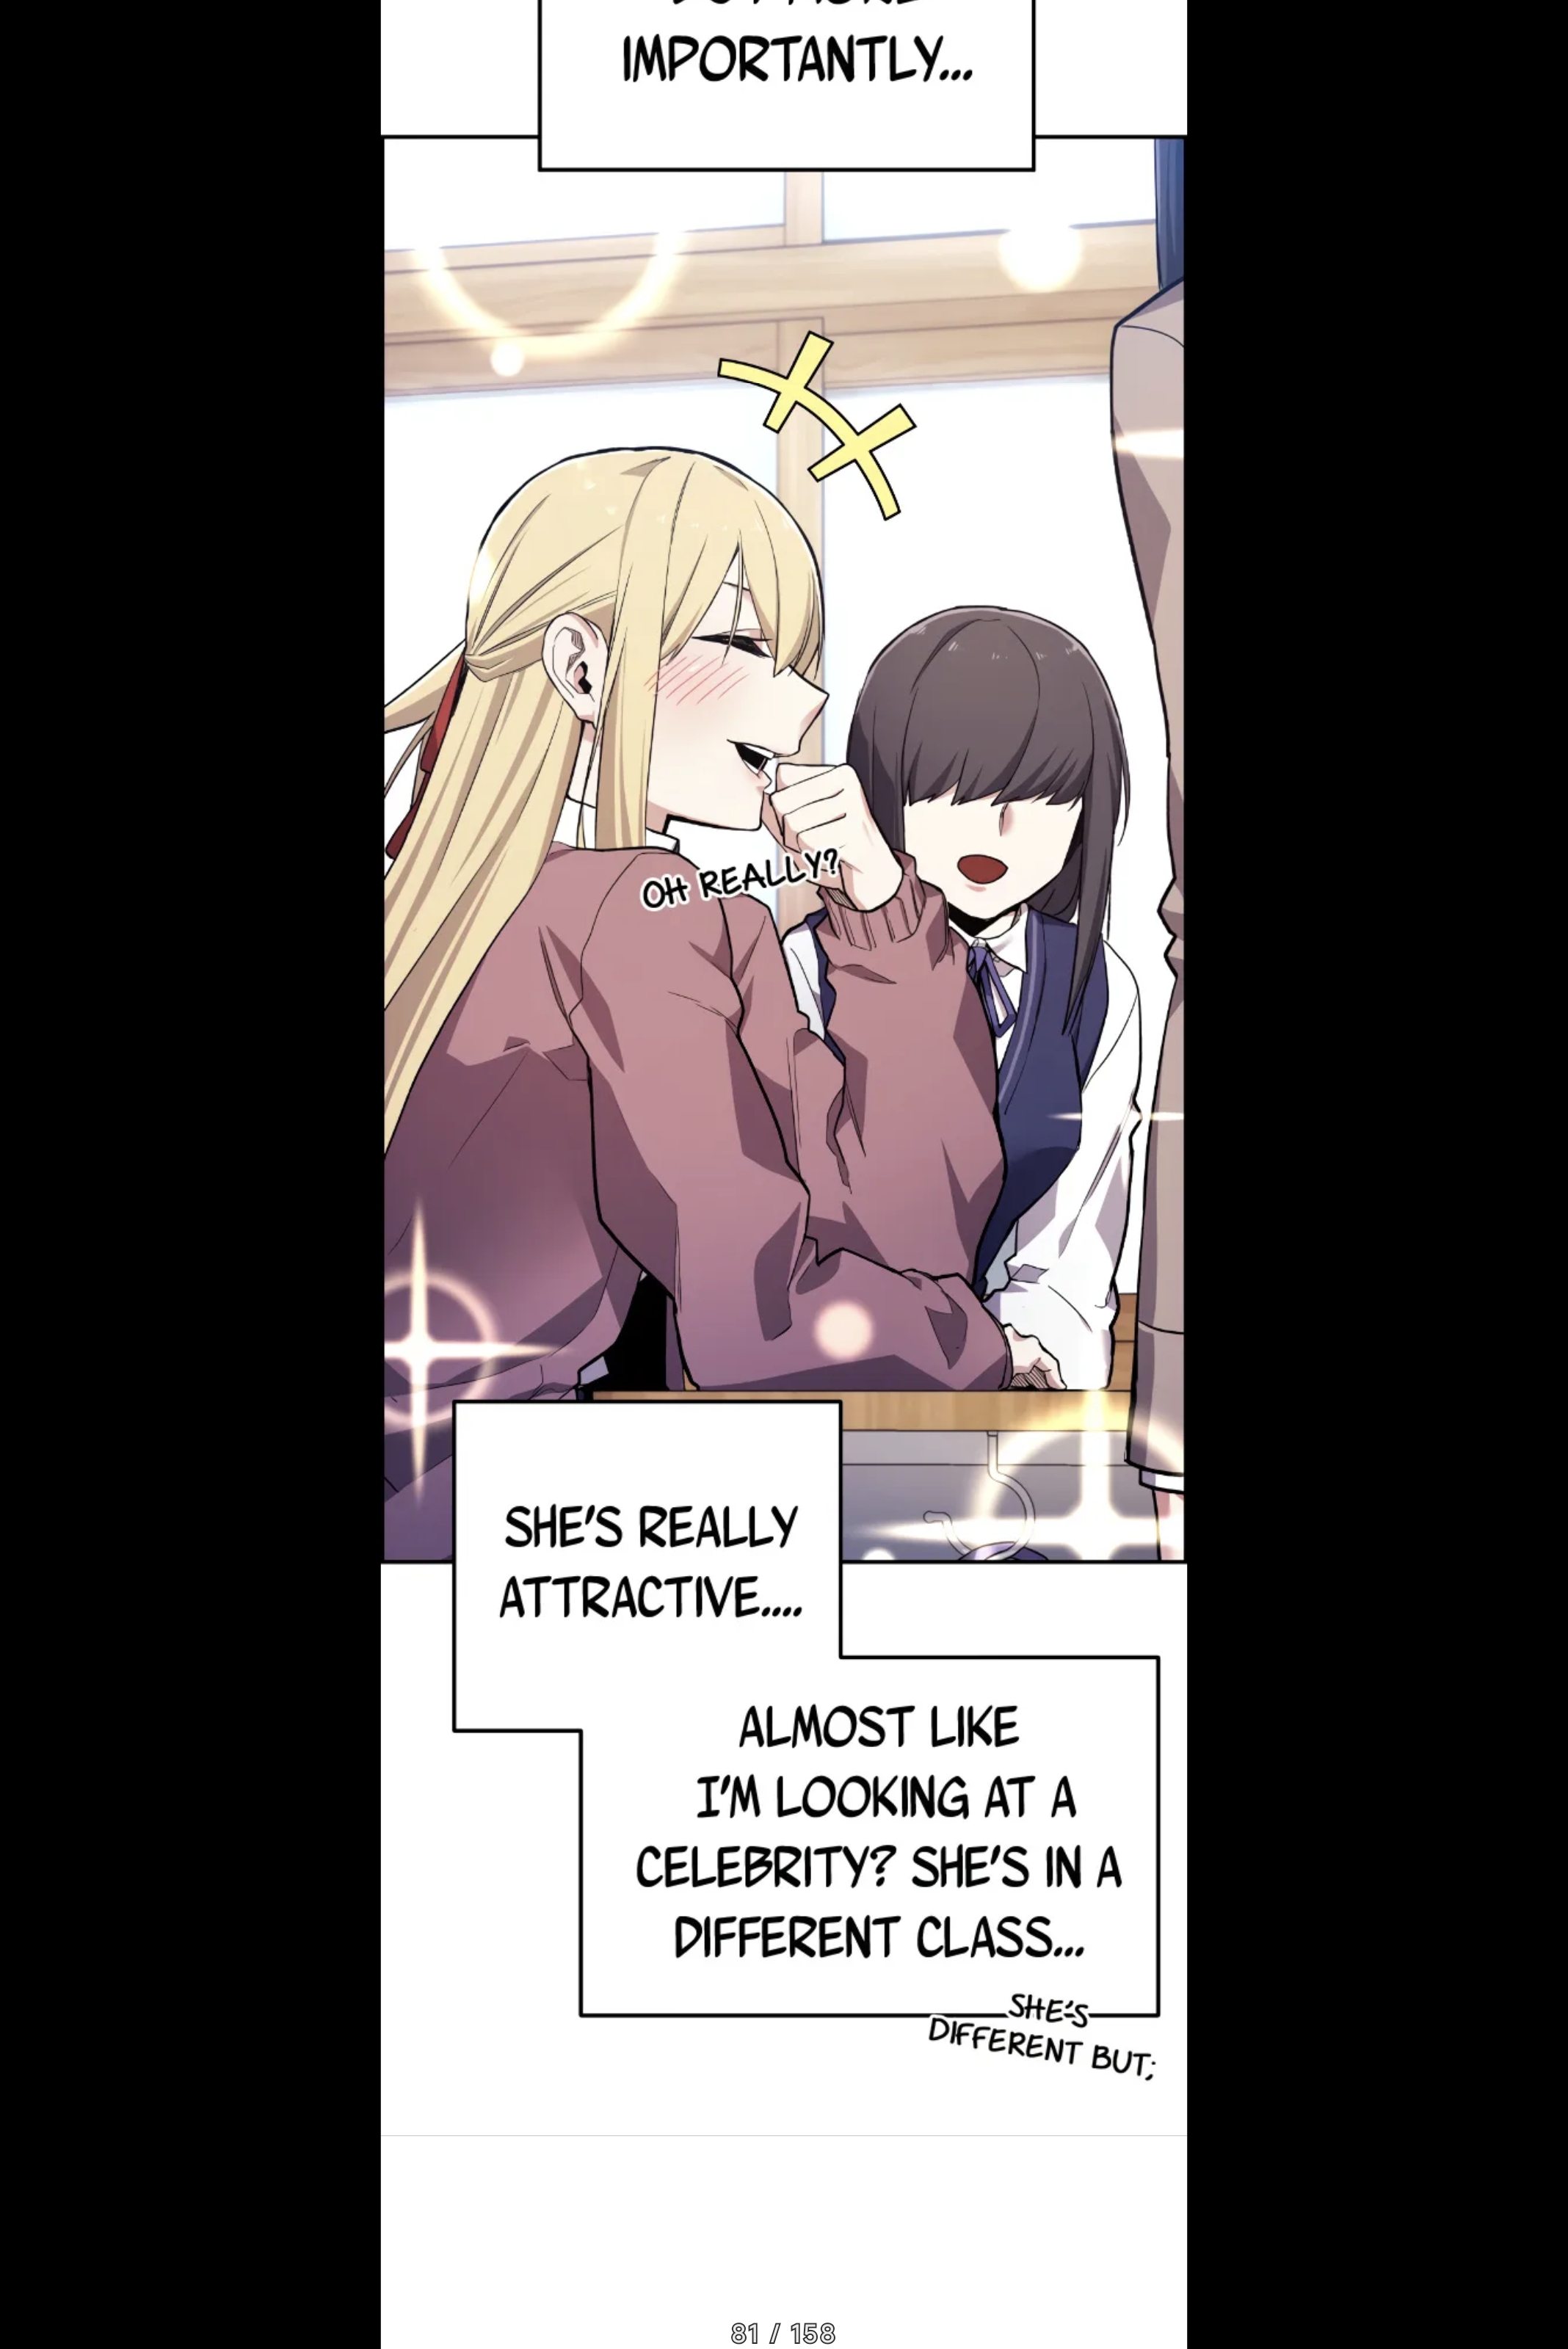 IMPORTANTLY...
OH REALLY?
SHE'S REALLY
ATTRACTIVE....
ALMOST LIKE
I'M LOOKING AT A
CELEBRITY? SHE'S IN A
DIFFERENT CLASS...
SHE'S
DIFFERENT BUT;
81 / 158